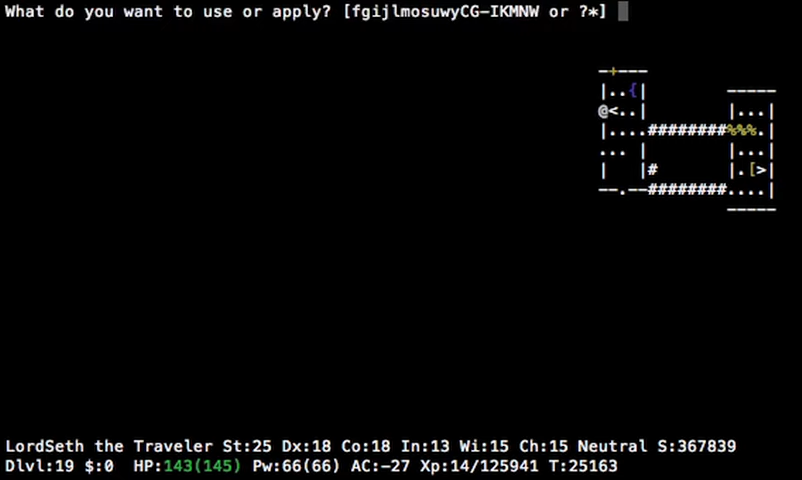 What do you want to use or apply? [fgijlmosuwyCG-IKMNW or ?*]
-+---
|..{|                 -----
@<..|                 |...|
|....########%%%.|
... |                 |...|
|   |#               |.[>|
--.--########....|
-----
LordSeth the Traveler St:25 Dx:18 Co:18 In:13 Wi:15 Ch:15 Neutral S:367839
Dlvl:19 $:0 HP:143(145) Pw:66(66) AC:-27 Xp:14/125941 T:25163